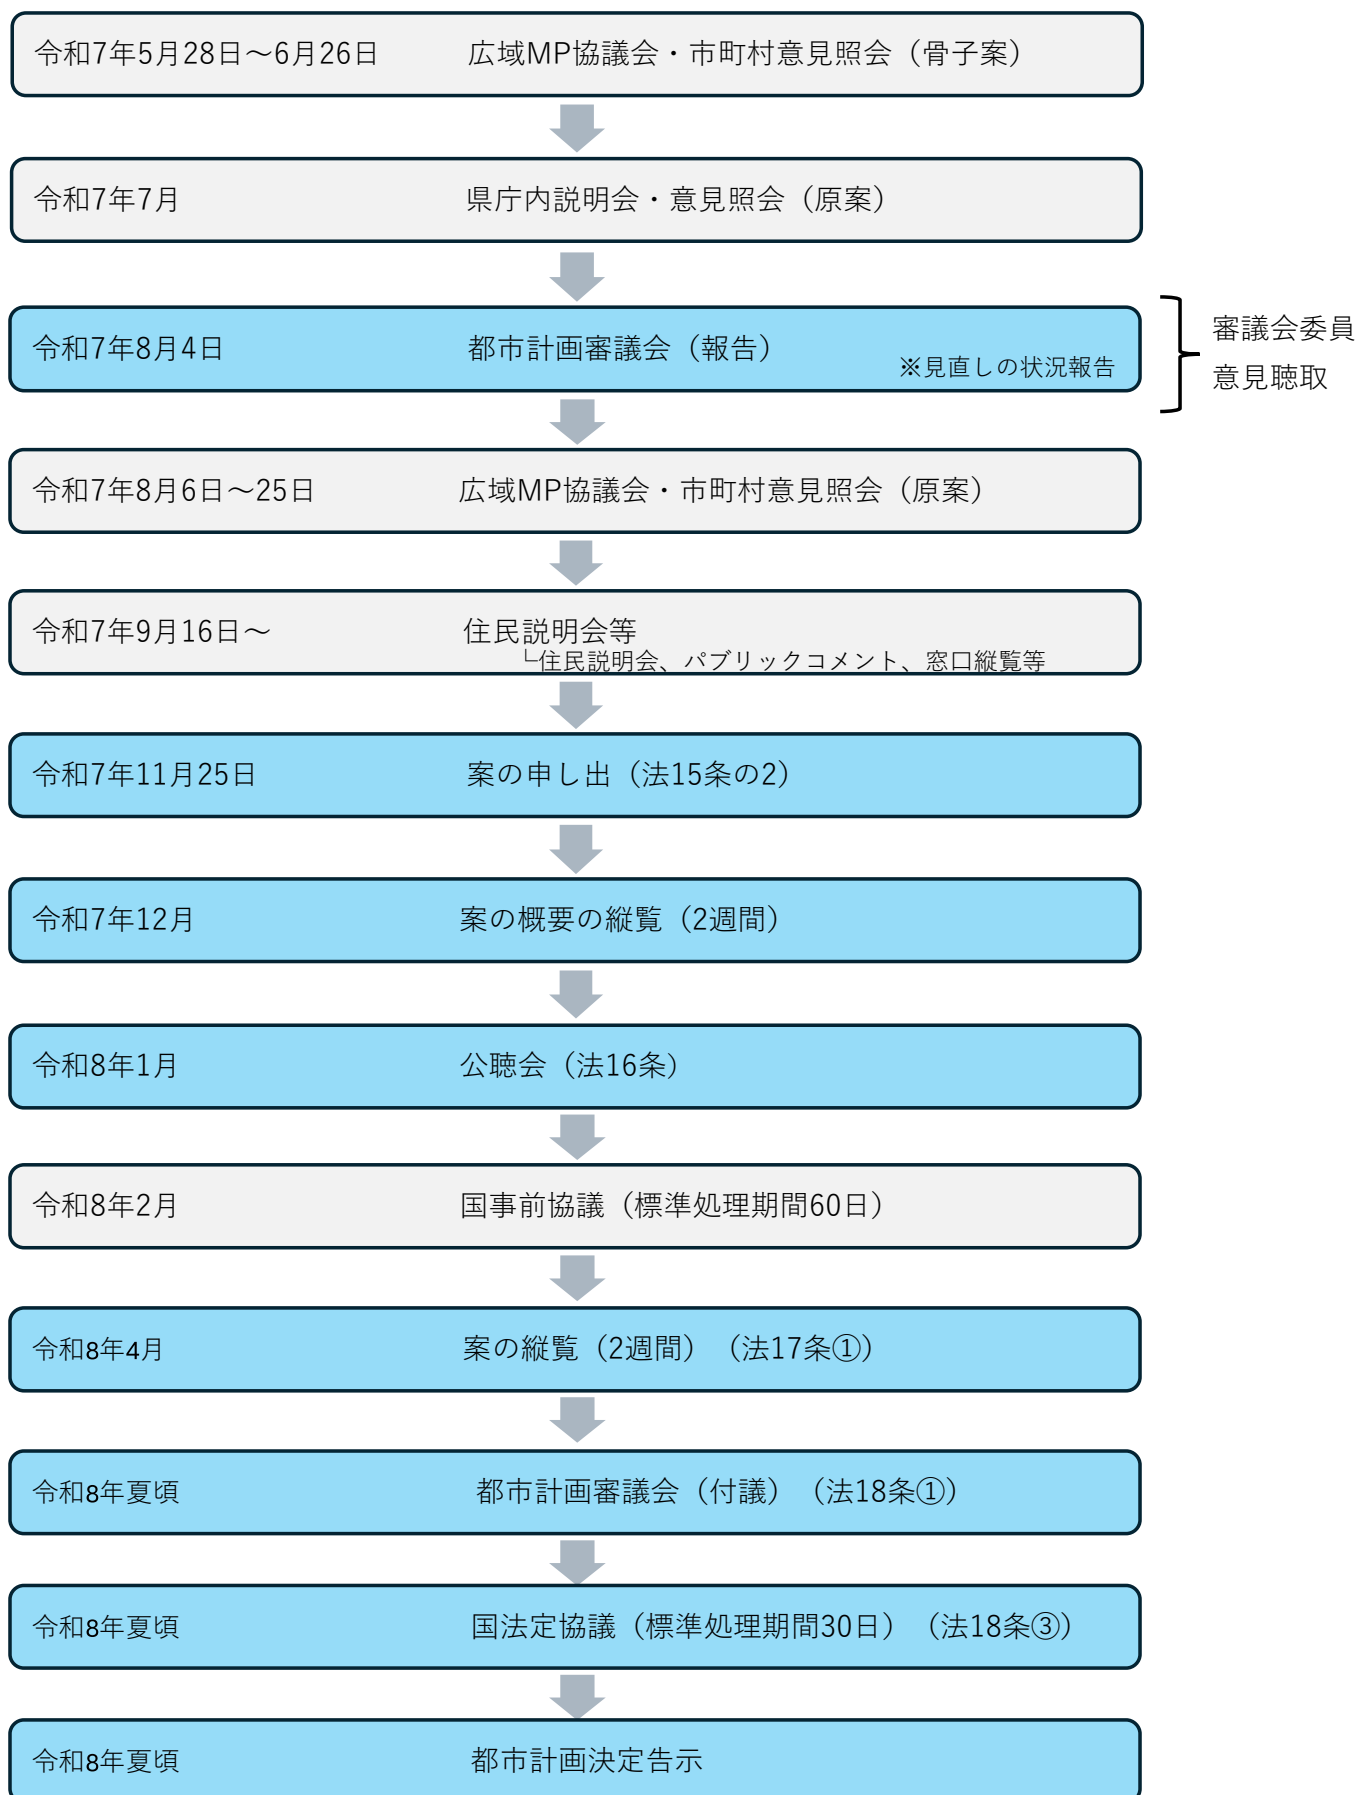 令和7年5月28日～6月26日 広域MP協議会・市町村意見照会（骨子案）
令和7年7月 県庁内説明会・意見照会（原案）
令和7年8月4日 都市計画審議会（報告） ※見直しの状況報告
審議会委員
意見聴取
令和7年8月6日～25日 広域MP協議会・市町村意見照会（原案）
令和7年9月16日～ 住民説明会等
└住民説明会、パブリックコメント、窓口縦覧等
令和7年11月25日 案の申し出（法15条の2）
令和7年12月 案の概要の縦覧（2週間）
令和8年1月 公聴会（法16条）
令和8年2月 国事前協議（標準処理期間60日）
令和8年4月 案の縦覧（2週間）（法17条①）
令和8年夏頃 都市計画審議会（付議）（法18条①）
令和8年夏頃 国法定協議（標準処理期間30日）（法18条③）
令和8年夏頃 都市計画決定告示